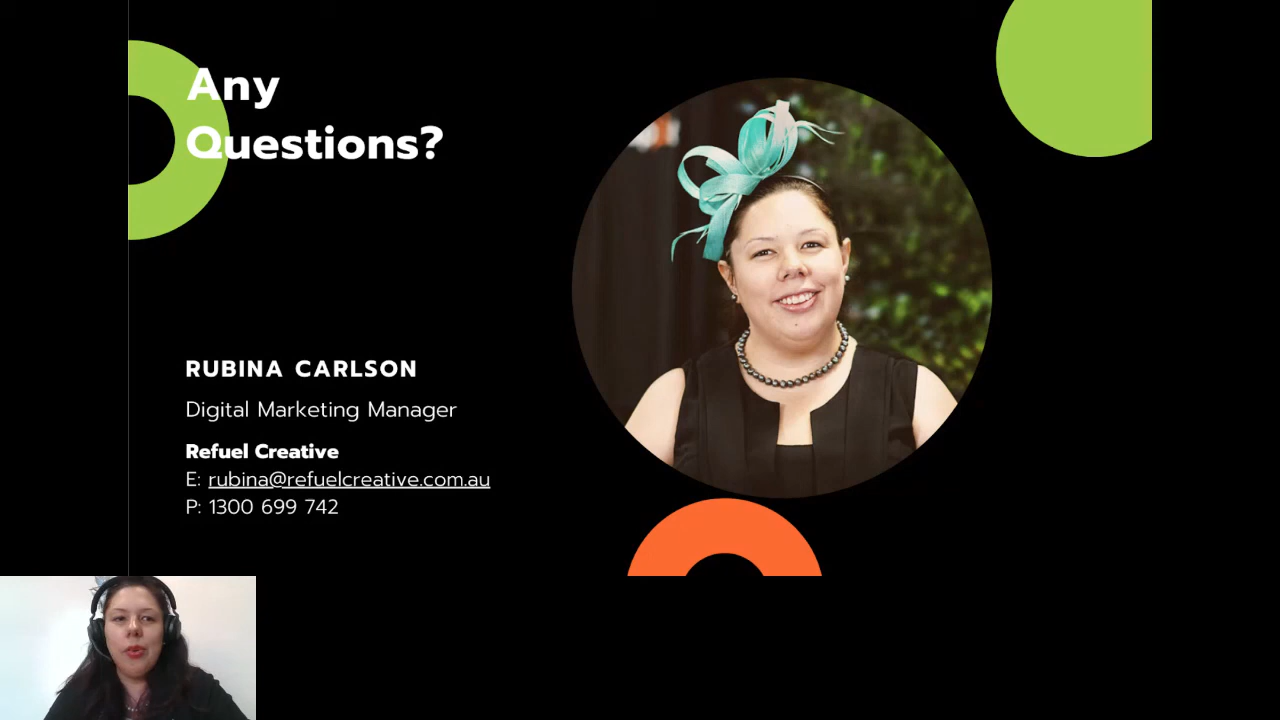 Any
Questions?
RUBINA CARLSON
Digital Marketing Manager
Refuel Creative
E: rubina@refuelcreative.com.au
P: 1300 699 742